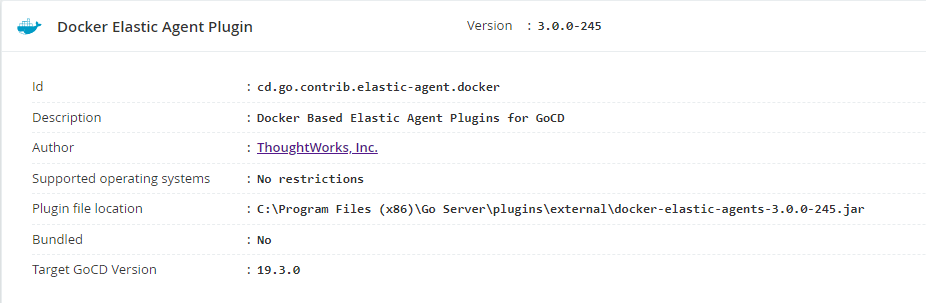 Docker Elastic Agent Plugin Version : 3.0.0-245
Id : cd.go.contrib.elastic-agent.docker
Description : Docker Based Elastic Agent Plugins for GoCD
Author : ThoughtWorks, Inc.
Supported operating systems : No restrictions
Plugin file location : C:\Program Files (x86)\Go Server\plugins\external\docker-elastic-agents-3.0.0-245.jar
Bundled : No
Target GoCD Version : 19.3.0